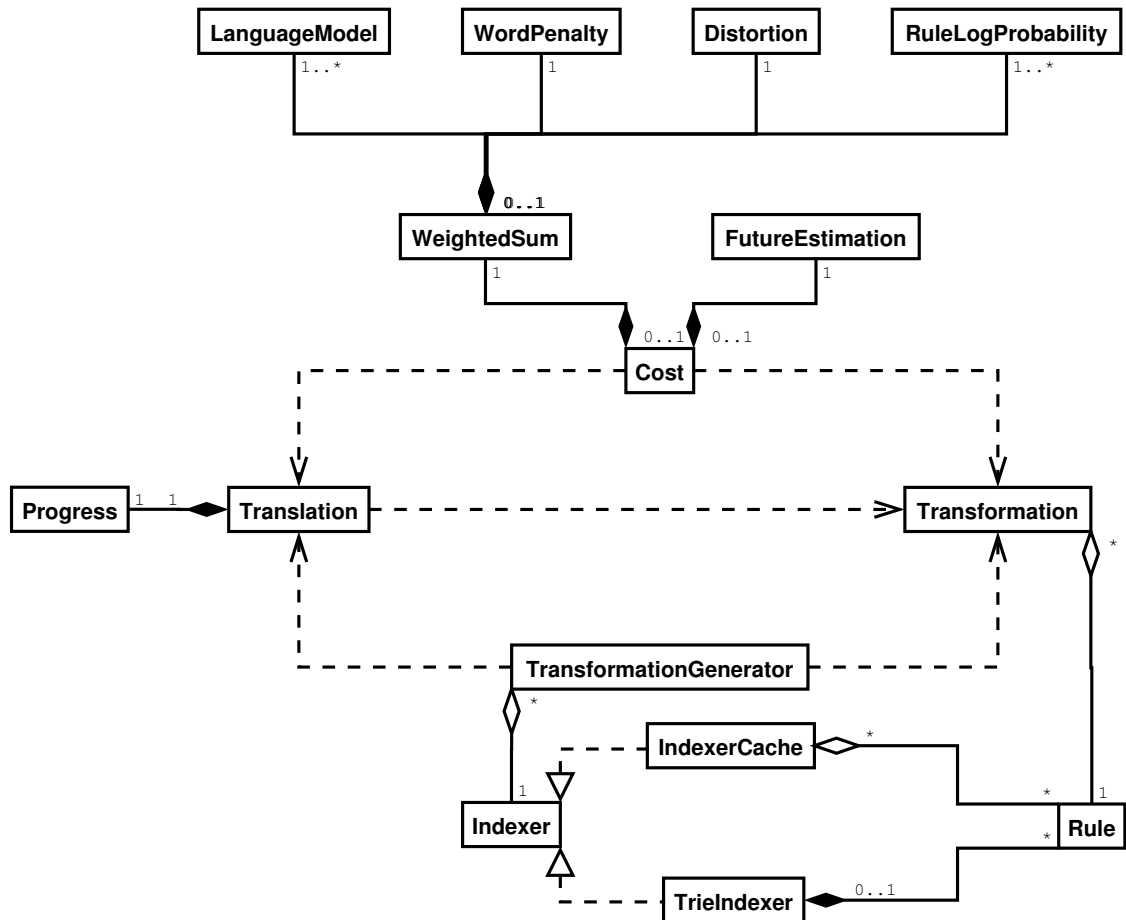 LanguageModel
WordPenalty
Distortion
RuleLogProbability
1..*
1
1
1..*
0..1
WeightedSum
FutureEstimation
1
1
0..1
0..1
Cost
Progress
1
1
Translation
Transformation
*
TransformationGenerator
*
IndexerCache
*
1
*
1
Indexer
Rule
*
TrieIndexer
0..1